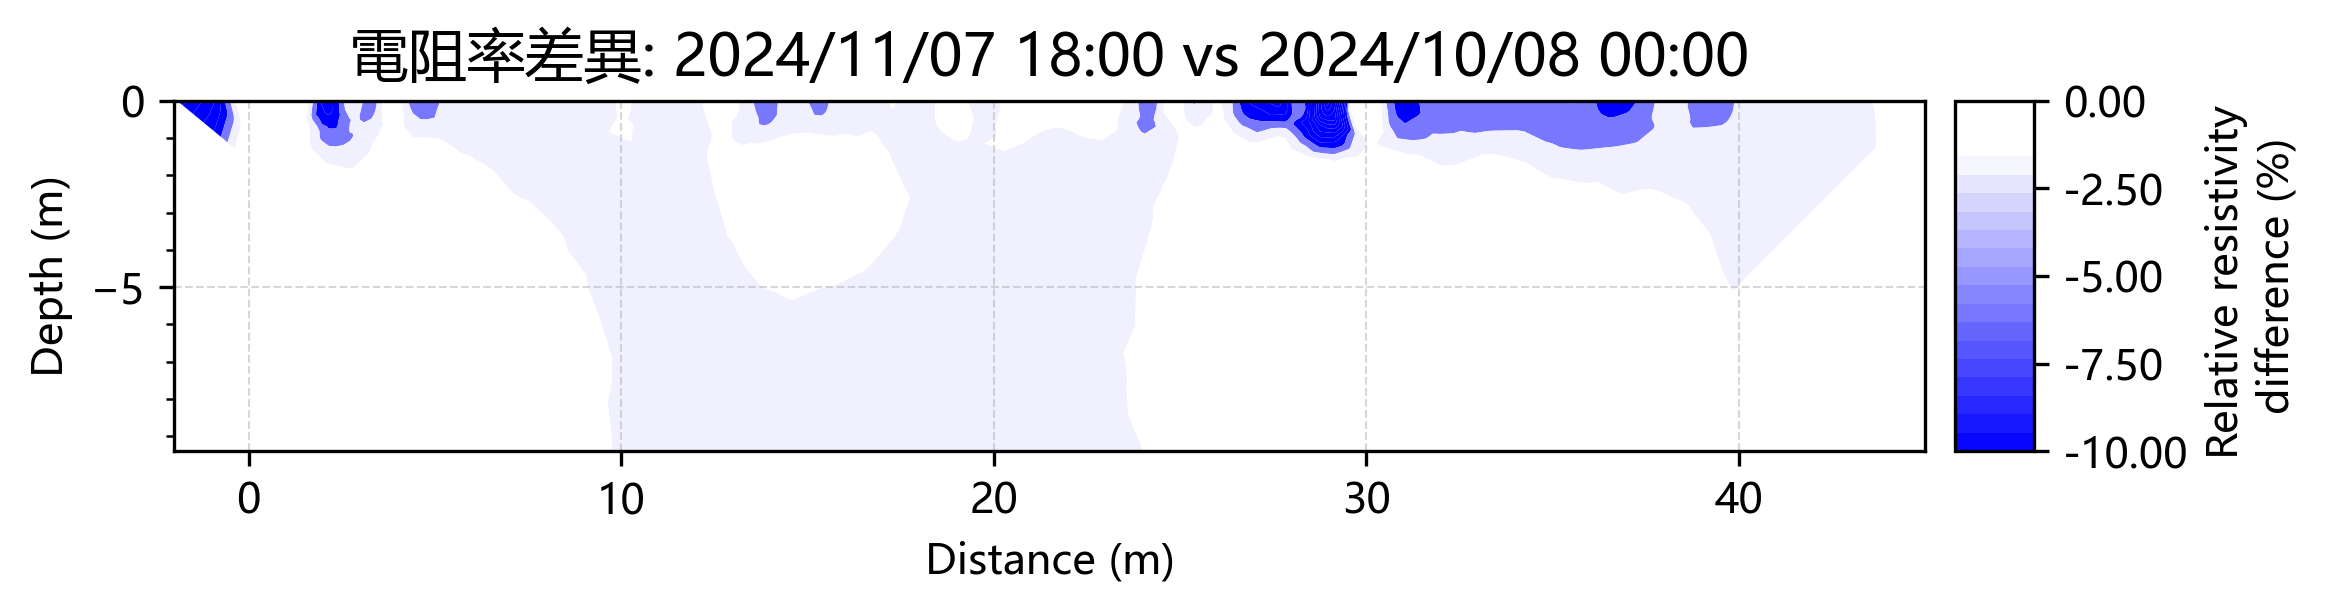 電阻率差異: 2024/11/07 18:00 vs 2024/10/08 00:00
0
−5
Depth (m)
0
10
20
30
40
Distance (m)
0.00
-2.50
-5.00
-7.50
-10.00
Relative resistivity
difference (%)